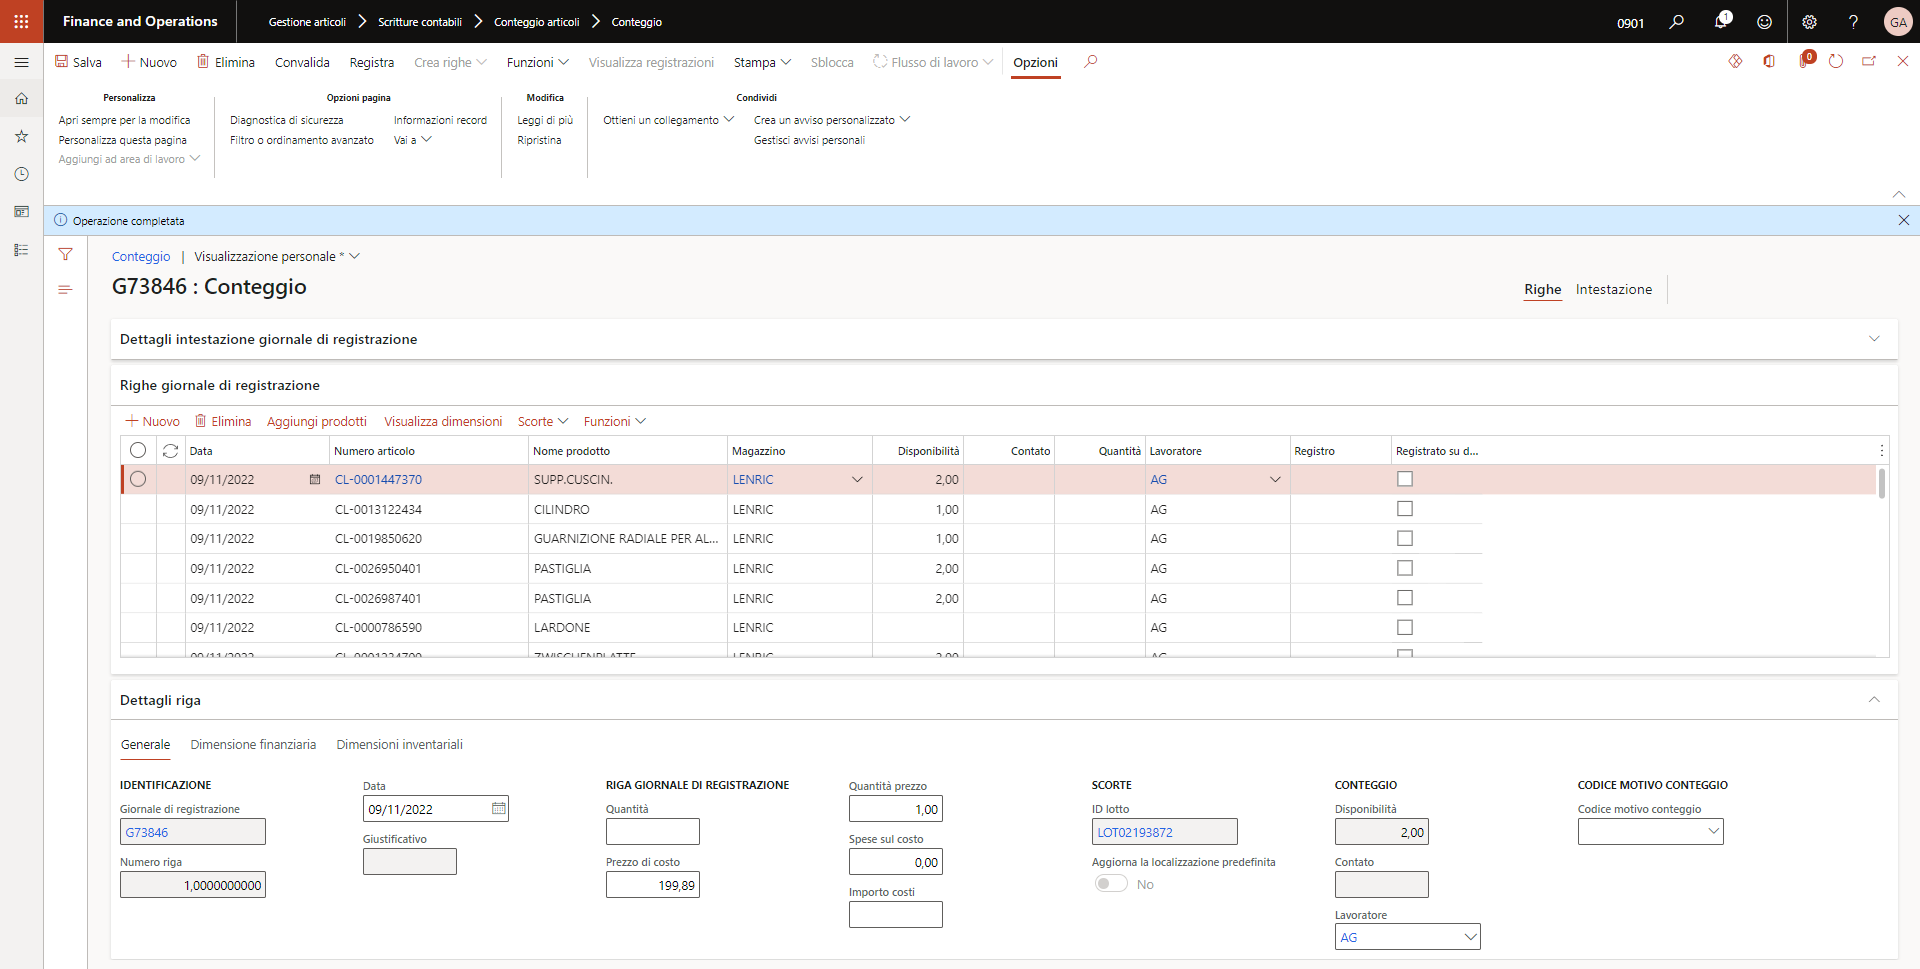 Finance and Operations
Gestione articoli > Scritture contabili > Conteggio articoli > Conteggio
0901
1
?
GA
Salva
Nuovo
Elimina
Convalida
Registra
Crea righe
Funzioni
Visualizza registrazioni
Stampa
Sblocca
Flusso di lavoro
Opzioni
0
Personalizza
Apri sempre per la modifica
Personalizza questa pagina
Aggiungi ad area di lavoro
Opzioni pagina
Diagnostica di sicurezza
Filtro o ordinamento avanzato
Informazioni record
Vai a
Modifica
Leggi di più
Ripristina
Condividi
Ottieni un collegamento
Crea un avviso personalizzato
Gestisci avvisi personali
Operazione completata
Conteggio | Visualizzazione personale *
G73846 : Conteggio
Righe
Intestazione
Dettagli intestazione giornale di registrazione
Righe giornale di registrazione
Nuovo Elimina Aggiungi prodotti Visualizza dimensioni Scorte Funzioni
Data Numero articolo Nome prodotto Magazzino Disponibilità Contato Quantità Lavoratore Registro Registrato su d...
09/11/2022 CL-0001447370 SUPP.CUSCIN. LENRIC 2,00 AG
09/11/2022 CL-0013122434 CILINDRO LENRIC 1,00 AG
09/11/2022 CL-0019850620 GUARNIZIONE RADIALE PER AL... LENRIC 1,00 AG
09/11/2022 CL-0026950401 PASTIGLIA LENRIC 2,00 AG
09/11/2022 CL-0026987401 PASTIGLIA LENRIC 2,00 AG
09/11/2022 CL-0000786590 LARDONE LENRIC AG
09/11/2022 ZWISCHENPLATTE LENRIC 2,00 AG
Dettagli riga
Generale Dimensione finanziaria Dimensioni inventariali
IDENTIFICAZIONE
Giornale di registrazione
G73846
Numero riga
1,0000000000
Data
09/11/2022
Giustificativo
RIGA GIORNALE DI REGISTRAZIONE
Quantità
Prezzo di costo
199,89
Quantità prezzo
1,00
Spese sul costo
0,00
Importo costi
SCORTE
ID lotto
LOT02193872
Aggiorna la localizzazione predefinita
No
CONTEGGIO
Disponibilità
2,00
Contato
Lavoratore
AG
CODICE MOTIVO CONTEGGIO
Codice motivo conteggio